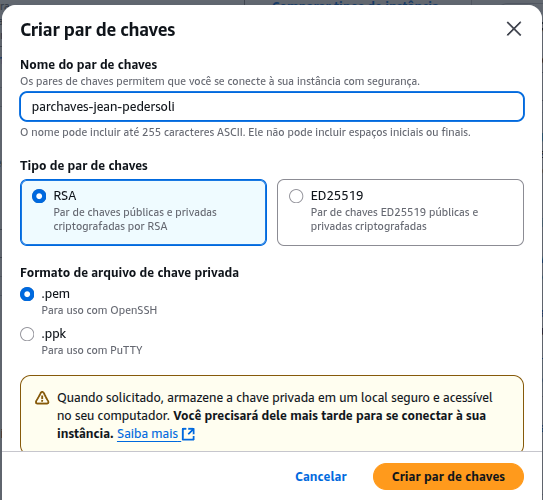 Criar par de chaves
Nome do par de chaves
Os pares de chaves permitem que você se conecte à sua instância com segurança.
parchaves-jean-pedersoli
O nome pode incluir até 255 caracteres ASCII. Ele não pode incluir espaços iniciais ou finais.
Tipo de par de chaves
RSA
Par de chaves públicas e privadas
criptografadas por RSA
ED25519
Par de chaves ED25519 públicas e
privadas criptografadas
Formato de arquivo de chave privada
.pem
Para uso com OpenSSH
.ppk
Para uso com PuTTY
Quando solicitado, armazene a chave privada em um local seguro e acessível
no seu computador. Você precisará dele mais tarde para se conectar à sua
instância. Saiba mais
Cancelar
Criar par de chaves